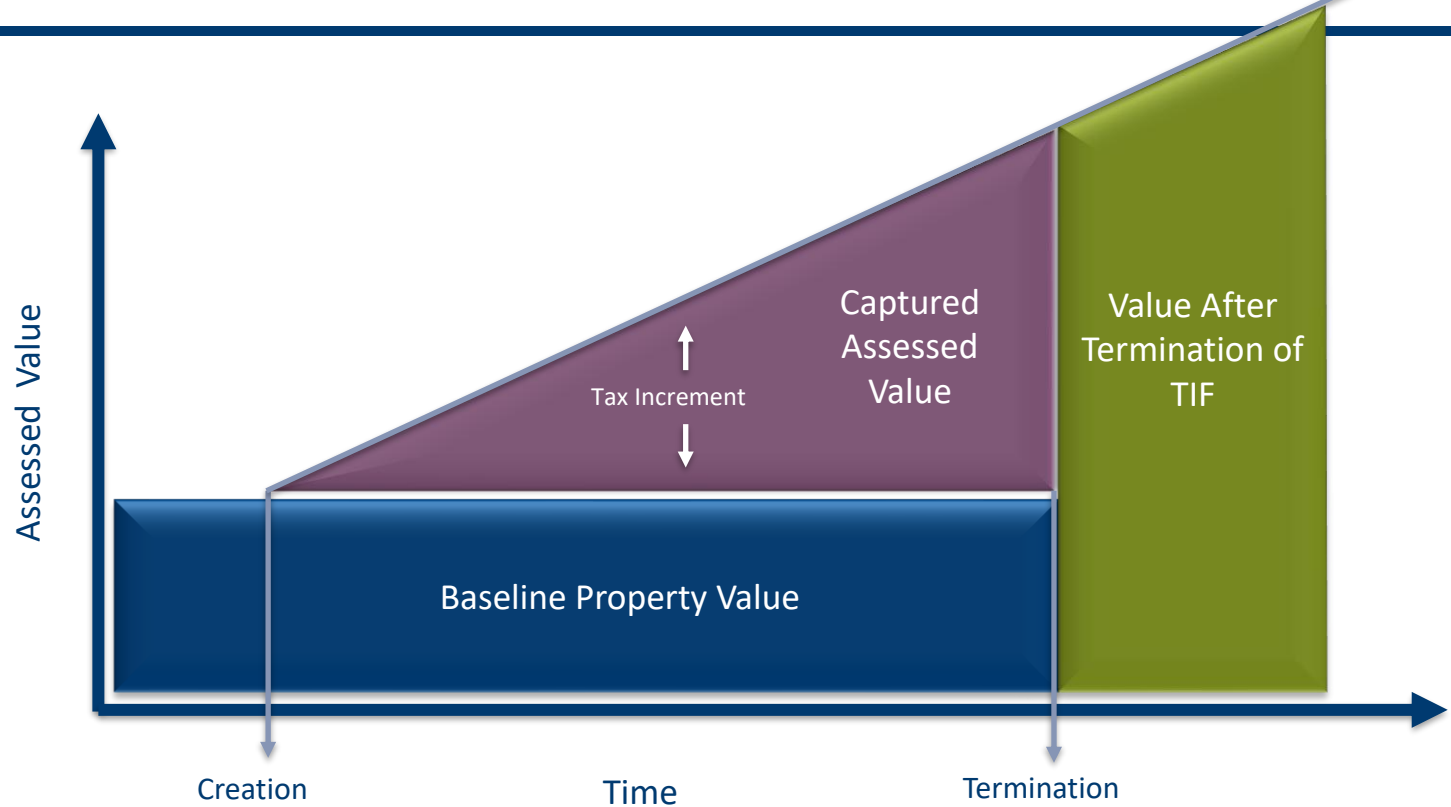 Assessed Value
Captured
Assessed
Value
Tax Increment
Value After
Termination of
TIF
Baseline Property Value
Creation
Time
Termination